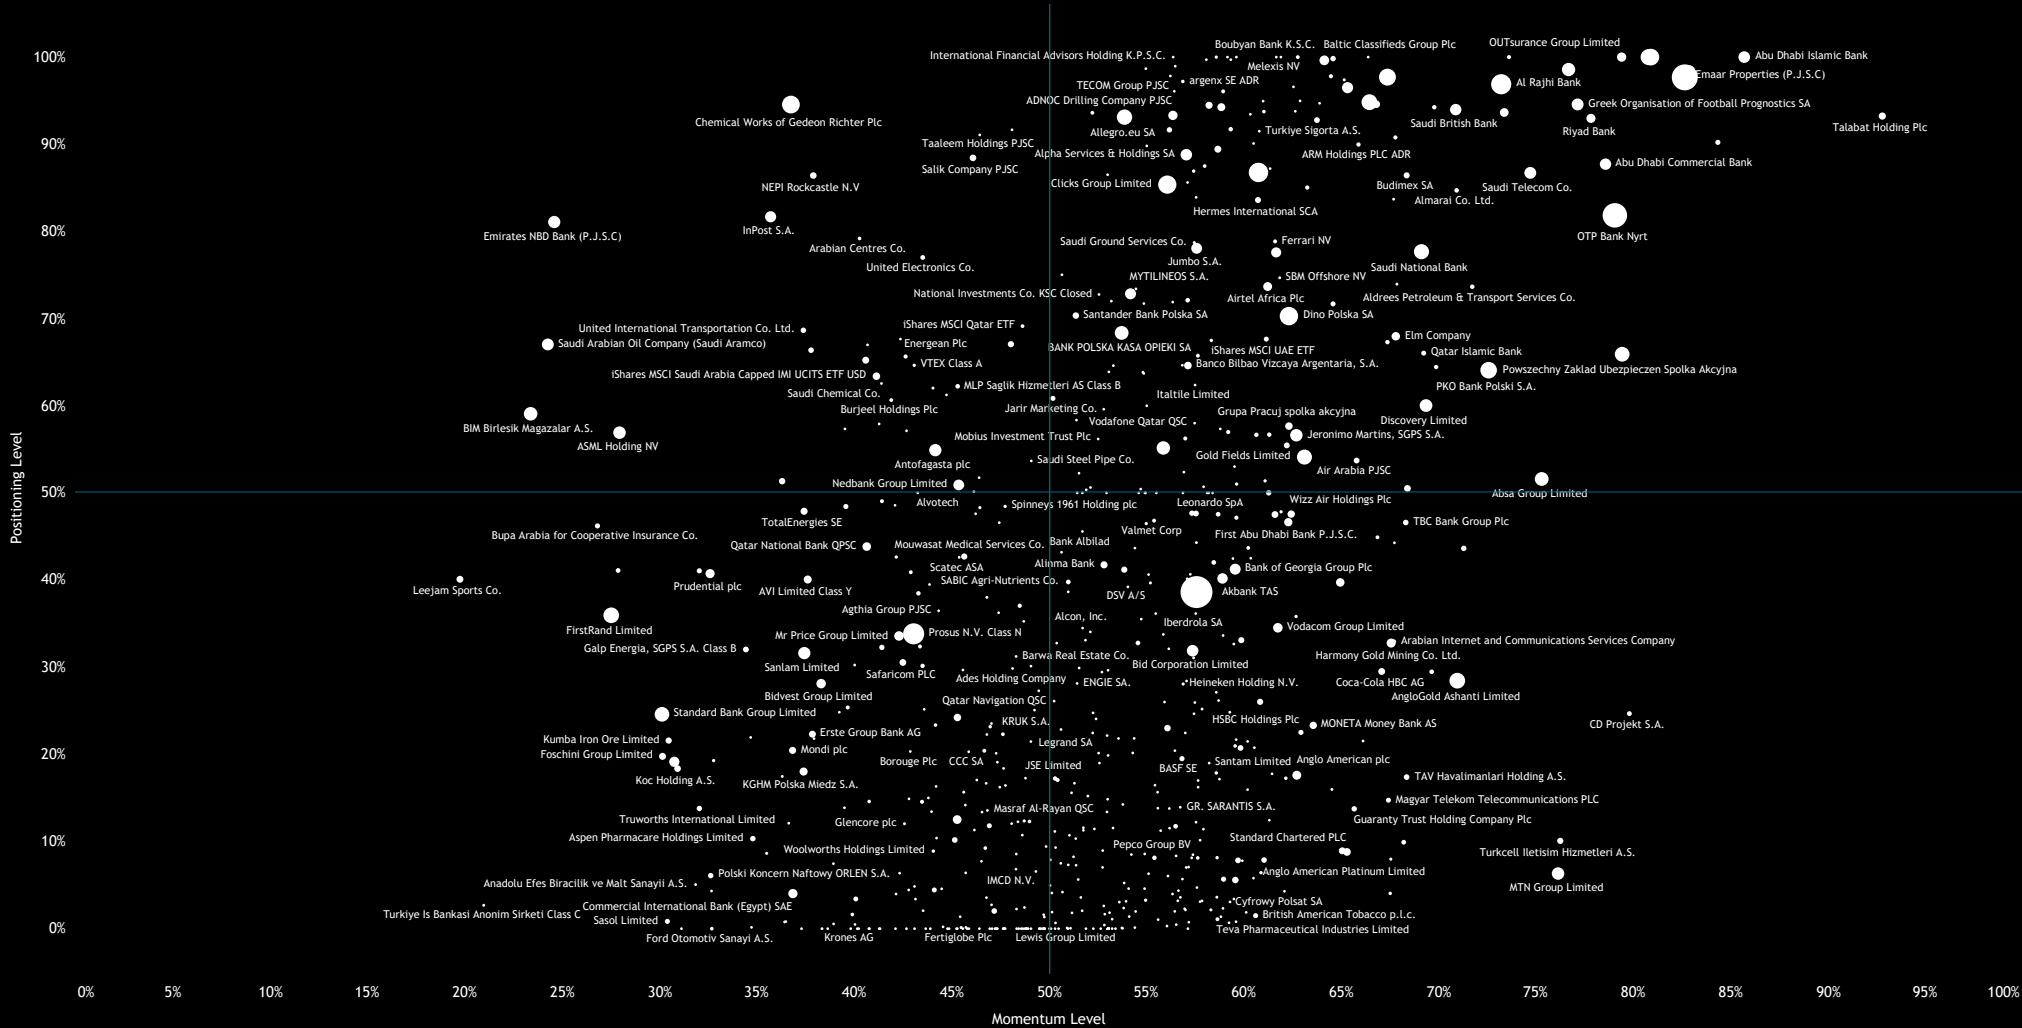 100%
International Financial Advisors Holding K.P.S.C.
Boubyan Bank K.S.C.
Baltic Classifieds Group Plc
OUTsurance Group Limited
Abu Dhabi Islamic Bank
Melexis NV
Emaar Properties (P.J.S.C)
TECOM Group PJSC
argenx SE ADR
Al Rajhi Bank
ADNOC Drilling Company PJSC
Greek Organisation of Football Prognostics SA
Chemical Works of Gedeon Richter Plc
Saudi British Bank
Talabat Holding Plc
Allegro.eu SA
Turkiye Sigorta A.S.
Riyad Bank
90%
Taaleem Holdings PJSC
Alpha Services & Holdings SA
ARM Holdings PLC ADR
Abu Dhabi Commercial Bank
Salik Company PJSC
NEPI Rockcastle N.V
Clicks Group Limited
Budimex SA
Saudi Telecom Co.
Almarai Co. Ltd.
Hermes International SCA
80%
InPost S.A.
Emirates NBD Bank (P.J.S.C)
OTP Bank Nyrt
Arabian Centres Co.
Saudi Ground Services Co.
Ferrari NV
Jumbo S.A.
United Electronics Co.
Saudi National Bank
MYTILINEOS S.A.
SBM Offshore NV
National Investments Co. KSC Closed
Airtel Africa Plc
Aldrees Petroleum & Transport Services Co.
70%
Santander Bank Polska SA
Dino Polska SA
United International Transportation Co. Ltd.
iShares MSCI Qatar ETF
Elm Company
Saudi Arabian Oil Company (Saudi Aramco)
Energean Plc
BANK POLSKA KASA OPIEKI SA
iShares MSCI UAE ETF
Qatar Islamic Bank
VTEX Class A
Banco Bilbao Vizcaya Argentaria, S.A.
Powszechny Zaklad Ubezpieczen Spolka Akcyjna
iShares MSCI Saudi Arabia Capped IMI UCITS ETF USD
MLP Saglik Hizmetleri AS Class B
PKO Bank Polski S.A.
Saudi Chemical Co.
Italtile Limited
60%
Burjeel Holdings Plc
Jarir Marketing Co.
Grupa Pracuj spolka akcyjna
Vodafone Qatar QSC
Discovery Limited
BIM Birlesik Magazalar A.S.
Mobius Investment Trust Plc
Jeronimo Martins, SGPS S.A.
ASML Holding NV
Gold Fields Limited
Saudi Steel Pipe Co.
Antofagasta plc
Air Arabia PJSC
Nedbank Group Limited
50%
Absa Group Limited
Alvotech
Spinneys 1961 Holding plc
Leonardo SpA
Wizz Air Holdings Plc
TotalEnergies SE
TBC Bank Group Plc
Valmet Corp
Bupa Arabia for Cooperative Insurance Co.
First Abu Dhabi Bank P.J.S.C.
Qatar National Bank QPSC
Mouwasat Medical Services Co.
Bank Albilad
Scatec ASA
Alinma Bank
Bank of Georgia Group Plc
40%
Leejam Sports Co.
Prudential plc
AVI Limited Class Y
SABIC Agri-Nutrients Co.
DSV A/S
Akbank TAS
Agthia Group PJSC
Alcon, Inc.
Iberdrola SA
Vodacom Group Limited
FirstRand Limited
Mr Price Group Limited
Prosus N.V. Class N
Arabian Internet and Communications Services Company
Galp Energia, SGPS S.A. Class B
Barwa Real Estate Co.
Harmony Gold Mining Co. Ltd.
30%
Sanlam Limited
Bid Corporation Limited
Safaricom PLC
Ades Holding Company
ENGIE SA.
Heineken Holding N.V.
Coca-Cola HBC AG
Bidvest Group Limited
Qatar Navigation QSC
AngloGold Ashanti Limited
Standard Bank Group Limited
KRUK S.A.
HSBC Holdings Plc
MONETA Money Bank AS
CD Projekt S.A.
Kumba Iron Ore Limited
Erste Group Bank AG
Legrand SA
20%
Foschini Group Limited
Mondi plc
Borouge Plc
CCC SA
JSE Limited
BASF SE
Santam Limited
Anglo American plc
Koc Holding A.S.
KGHM Polska Miedz S.A.
TAV Havalimanlari Holding A.S.
Masraf Al-Rayan QSC
GR. SARANTIS S.A.
Magyar Telekom Telecommunications PLC
Truworths International Limited
Glencore plc
Guaranty Trust Holding Company Plc
10%
Aspen Pharmacare Holdings Limited
Woolworths Holdings Limited
Pepco Group BV
Standard Chartered PLC
Turkcell Iletisim Hizmetleri A.S.
Polski Koncern Naftowy ORLEN S.A.
IMCD N.V.
Anglo American Platinum Limited
Anadolu Efes Biracilik ve Malt Sanayii A.S.
MTN Group Limited
Commercial International Bank (Egypt) SAE
Cyfrowy Polsat SA
Turkiye Is Bankasi Anonim Sirketi Class C
British American Tobacco p.l.c.
Sasol Limited
0%
Teva Pharmaceutical Industries Limited
Ford Otomotiv Sanayi A.S.
Krones AG
Fertiglobe Plc
Lewis Group Limited
Positioning Level
0% 5% 10% 15% 20% 25% 30% 35% 40% 45% 50% 55% 60% 65% 70% 75% 80% 85% 90% 95% 100%
Momentum Level